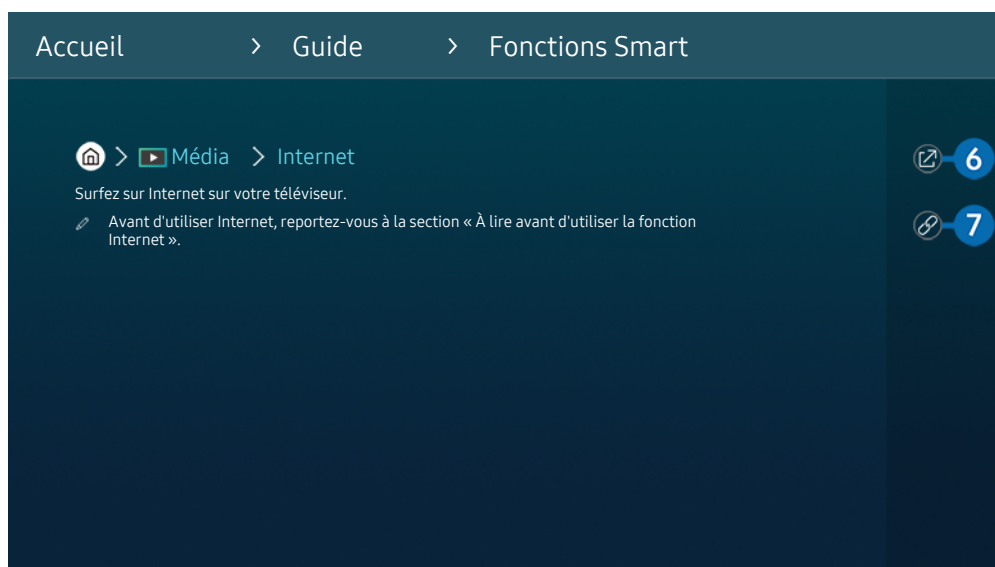 Accueil > Guide > Fonctions Smart
> Média > Internet
6
Surfez sur Internet sur votre téléviseur.
Avant d'utiliser Internet, reportez-vous à la section « À lire avant d'utiliser la fonction
Internet ».
7